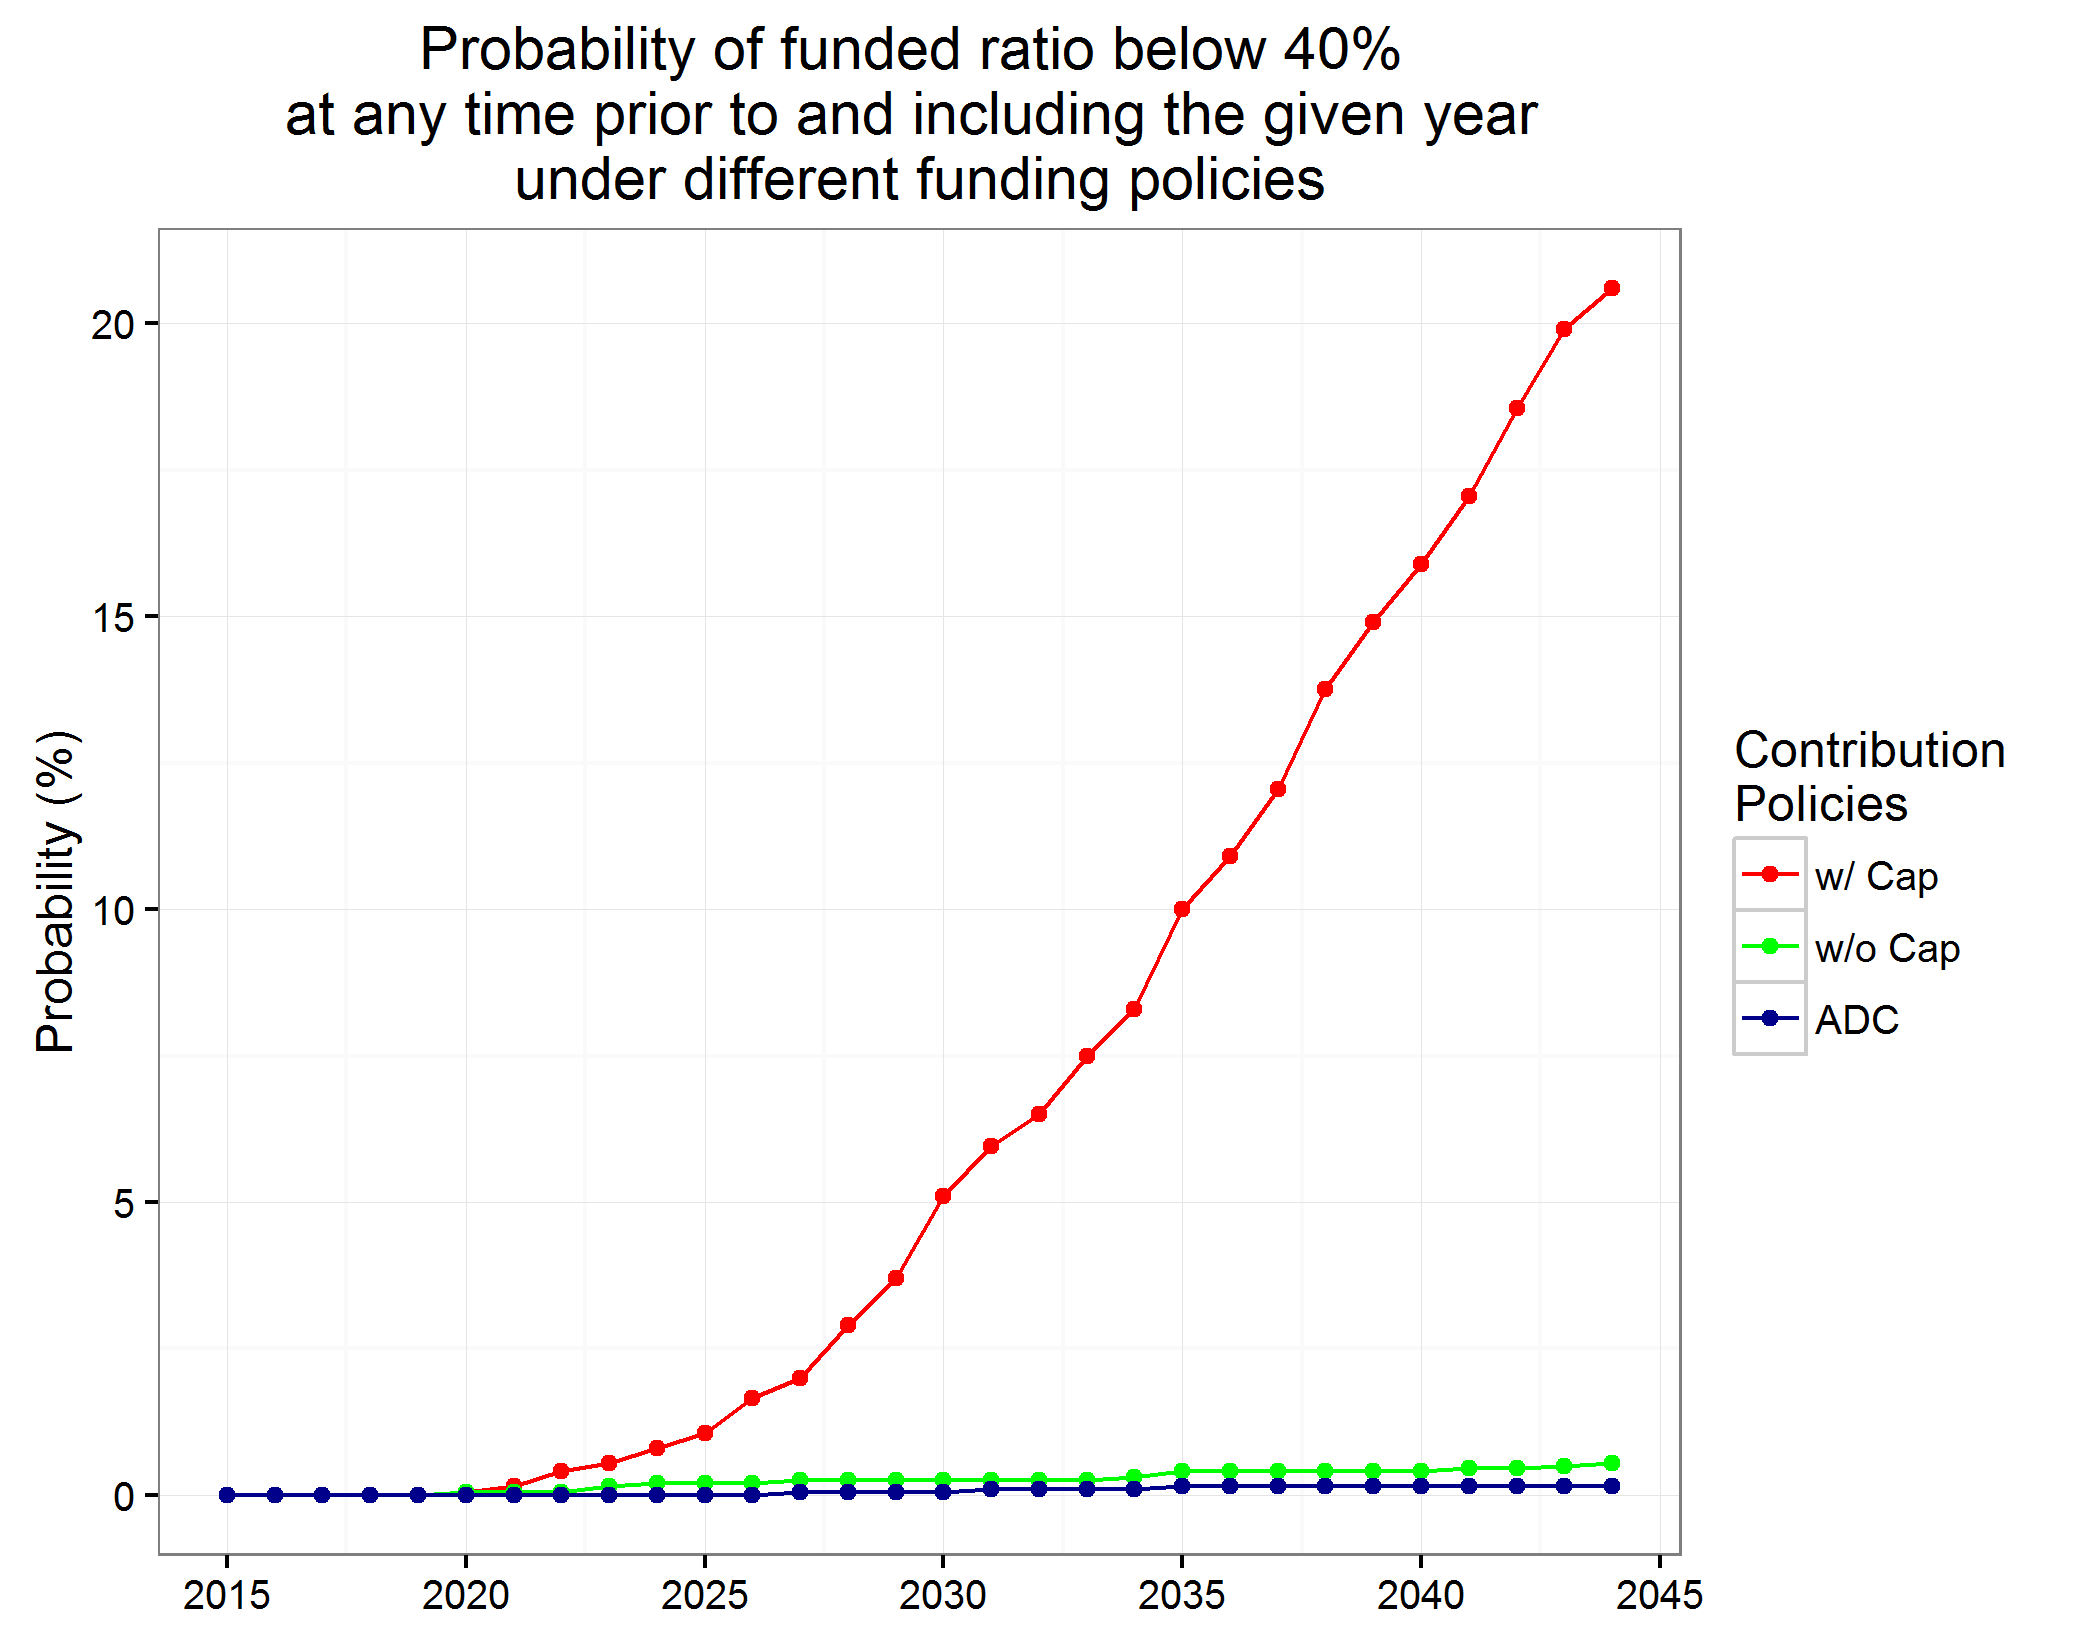 Probability of funded ratio below 40%
at any time prior to and including the given year
under different funding policies
Probability (%)
20
15
10
5
0
2015
2020
2025
2030
2035
2040
2045
Contribution
Policies
w/ Cap
w/o Cap
ADC